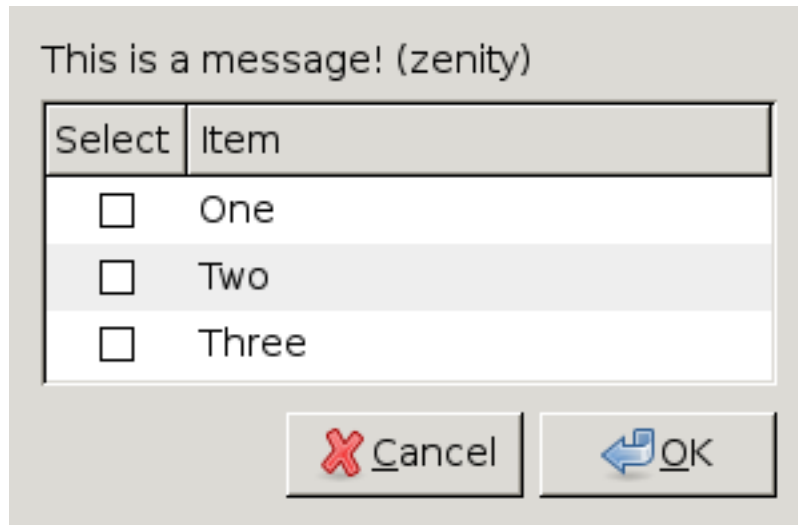 This is a message! (zenity)
Select Item
One
Two
Three
Cancel OK